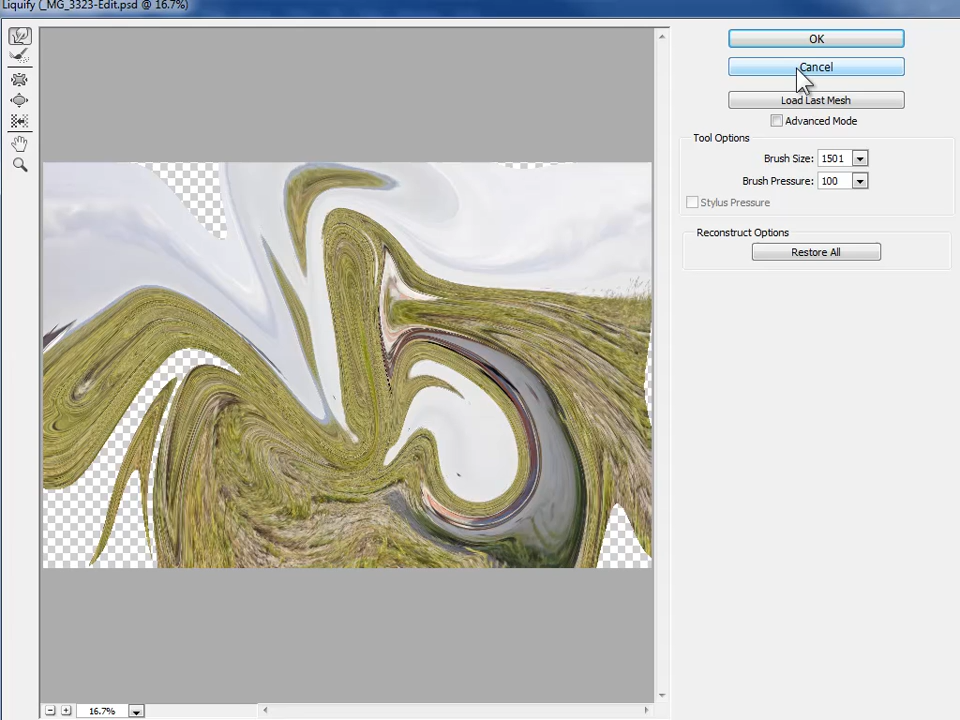 Liquify (_MG_3323-Edit.psd @ 16.7%)
OK
Cancel
Load Last Mesh
Advanced Mode
Tool Options
Brush Size: 1501
Brush Pressure: 100
Stylus Pressure
Reconstruct Options
Restore All
16.7%